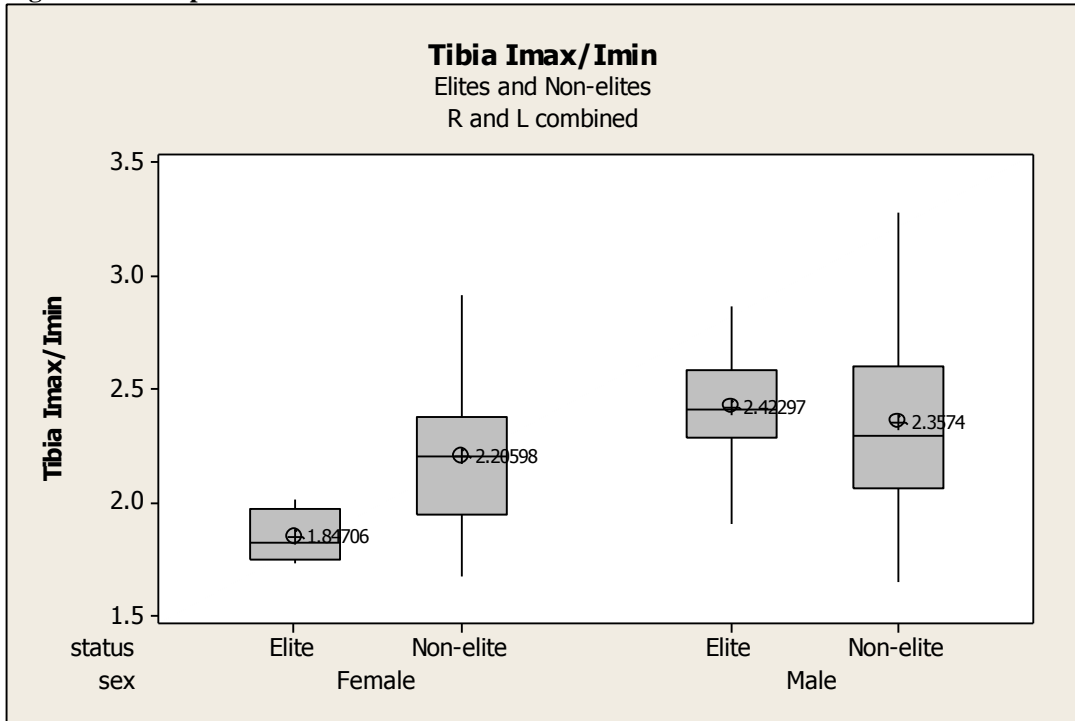 Tibia Imax/Imin
Elites and Non-elites
R and L combined
Tibia Imax/Imin
3.5
3.0
2.5
2.0
1.5
1.84706
2.20598
2.42297
2.3574
status Elite Non-elite Elite Non-elite
sex Female Male